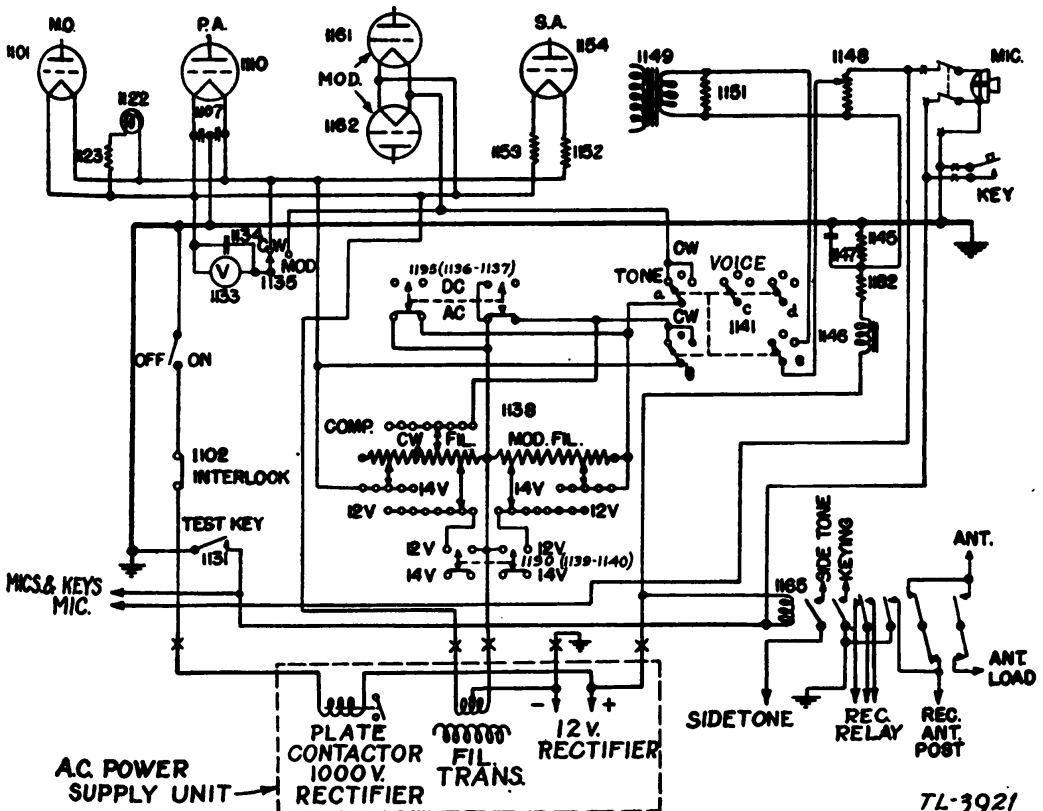 M.O.
1101
P.A.
1110
1107
1122
1123
1161
MOD.
1162
S.A.
1154
1153
1152
1149
1151
1148
MIC.
KEY
1134
C.W.
V
1133
1135
MOD
1195 (1136-1137)
DC
AC
CW
TONE
VOICE
a
c
d
CW
1141
e
1147
1145
1182
1146
OFF
ON
1102
INTERLOCK
TEST KEY
1131
COMP.
CW FIL.
1138
MOD. FIL.
14V
14V
12V
12V
12V
12V
14V
14V
1190 (1139-1140)
MICS.& KEYS
MIC.
1165
SIDE TONE
KEYING
ANT.
ANT
LOAD
SIDETONE
REC.
RELAY
REC.
ANT.
POST
PLATE
CONTACTOR
1000 V.
RECTIFIER
FIL.
TRANS.
- +
12 V.
RECTIFIER
A.C. POWER
SUPPLY UNIT
TL-3921